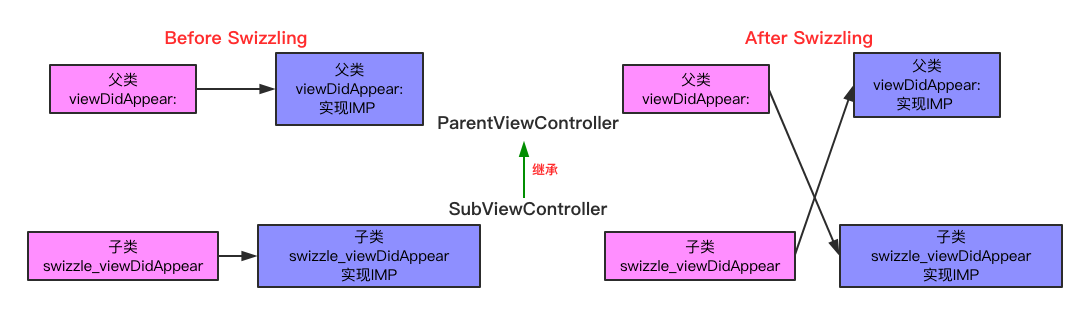 Before Swizzling
父类
viewDidAppear:
父类
viewDidAppear:
实现IMP
子类
swizzle_viewDidAppear
子类
swizzle_viewDidAppear
实现IMP
ParentViewController
继承
SubViewController
After Swizzling
父类
viewDidAppear:
父类
viewDidAppear:
实现IMP
子类
swizzle_viewDidAppear
子类
swizzle_viewDidAppear
实现IMP